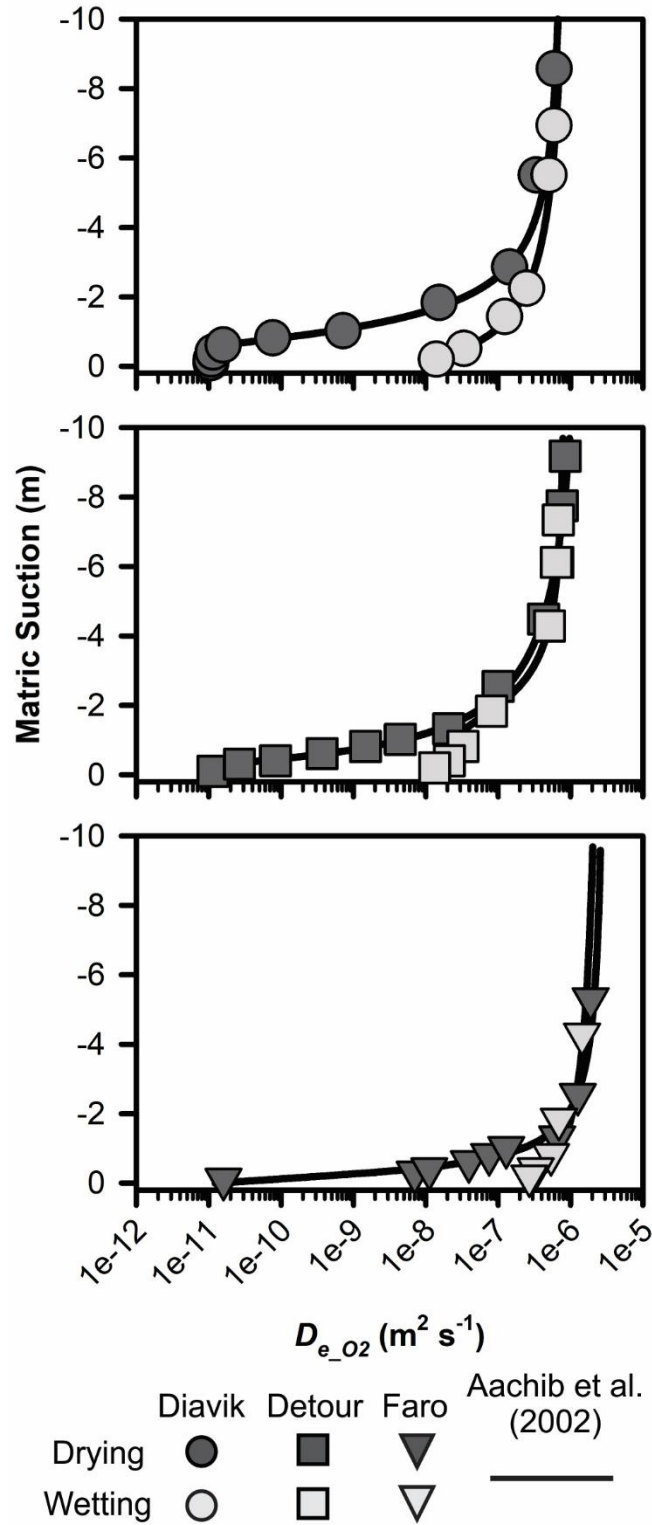 -10
-8
-6
-4
-2
0
-10
-8
-6
-4
-2
0
-10
-8
-6
-4
-2
0
Matric Suction (m)
1e-12
1e-11
1e-10
1e-9
1e-8
1e-7
1e-6
1e-5
D_{e_O2} (m² s⁻¹)
Diavik Detour Faro Aachib et al.
(2002)
Drying
Wetting